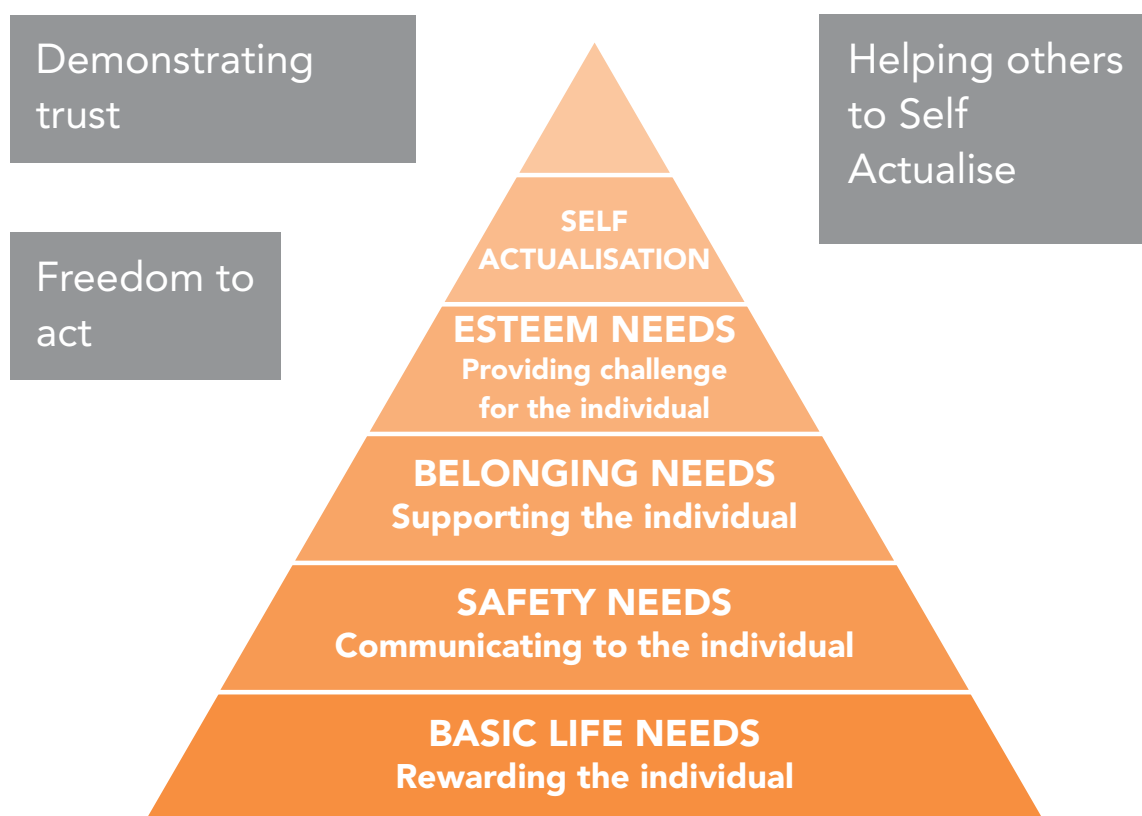 Demonstrating
trust
Helping others
to Self
Actualise
Freedom to
act
SELF
ACTUALISATION
ESTEEM NEEDS
Providing challenge
for the individual
BELONGING NEEDS
Supporting the individual
SAFETY NEEDS
Communicating to the individual
BASIC LIFE NEEDS
Rewarding the individual